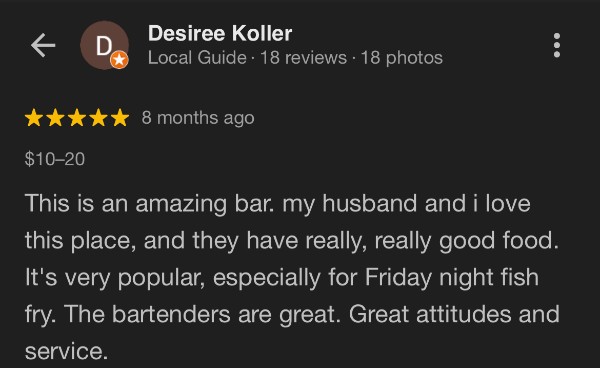 Desiree Koller
D
Local Guide · 18 reviews · 18 photos
8 months ago
$10–20
This is an amazing bar. my husband and i love
this place, and they have really, really good food.
It's very popular, especially for Friday night fish
fry. The bartenders are great. Great attitudes and
service.